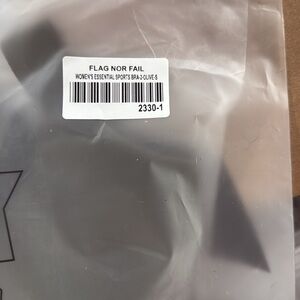 FLAG NOR FAIL
WOMEN'S ESSENTIAL SPORTS BRA-2-OLIVE-S
2330-1